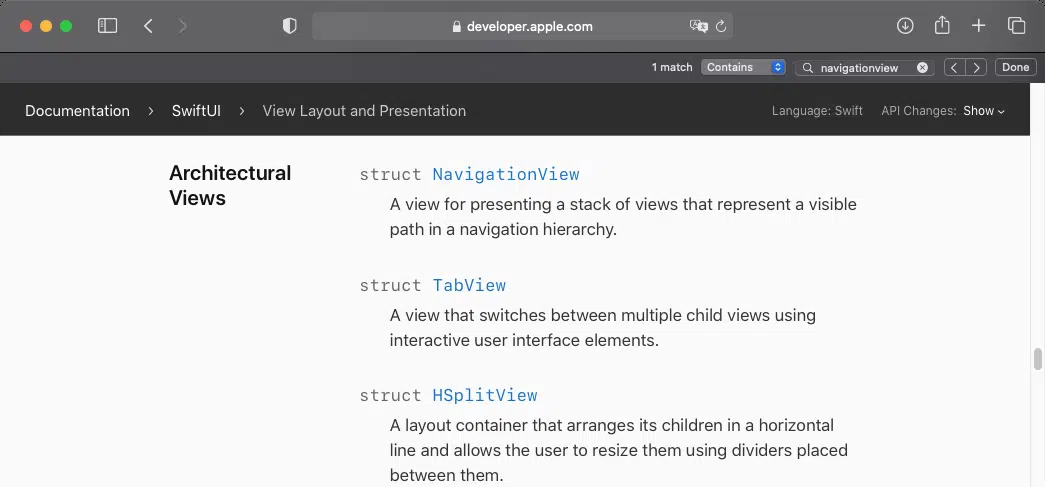 developer.apple.com
1 match Contains navigationview Done
Documentation > SwiftUI > View Layout and Presentation Language: Swift API Changes: Show
Architectural
Views
struct NavigationView
A view for presenting a stack of views that represent a visible
path in a navigation hierarchy.
struct TabView
A view that switches between multiple child views using
interactive user interface elements.
struct HSplitView
A layout container that arranges its children in a horizontal
line and allows the user to resize them using dividers placed
between them.